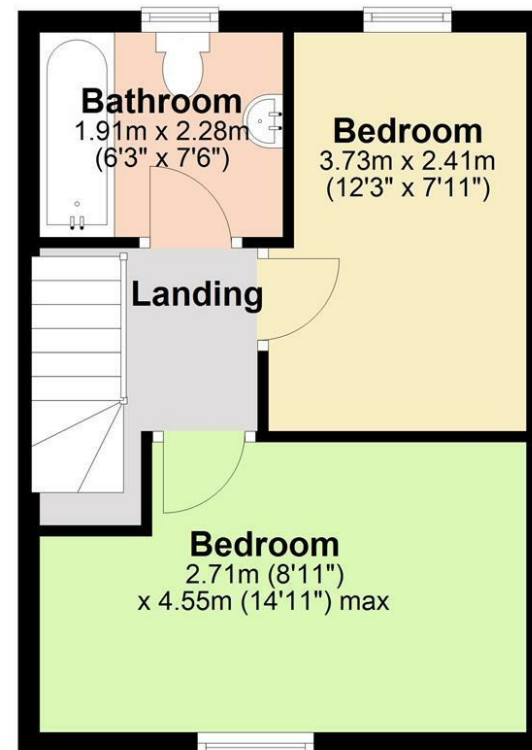 Bathroom
1.91m x 2.28m
(6'3" x 7'6")
Bedroom
3.73m x 2.41m
(12'3" x 7'11")
Landing
Bedroom
2.71m (8'11")
x 4.55m (14'11") max